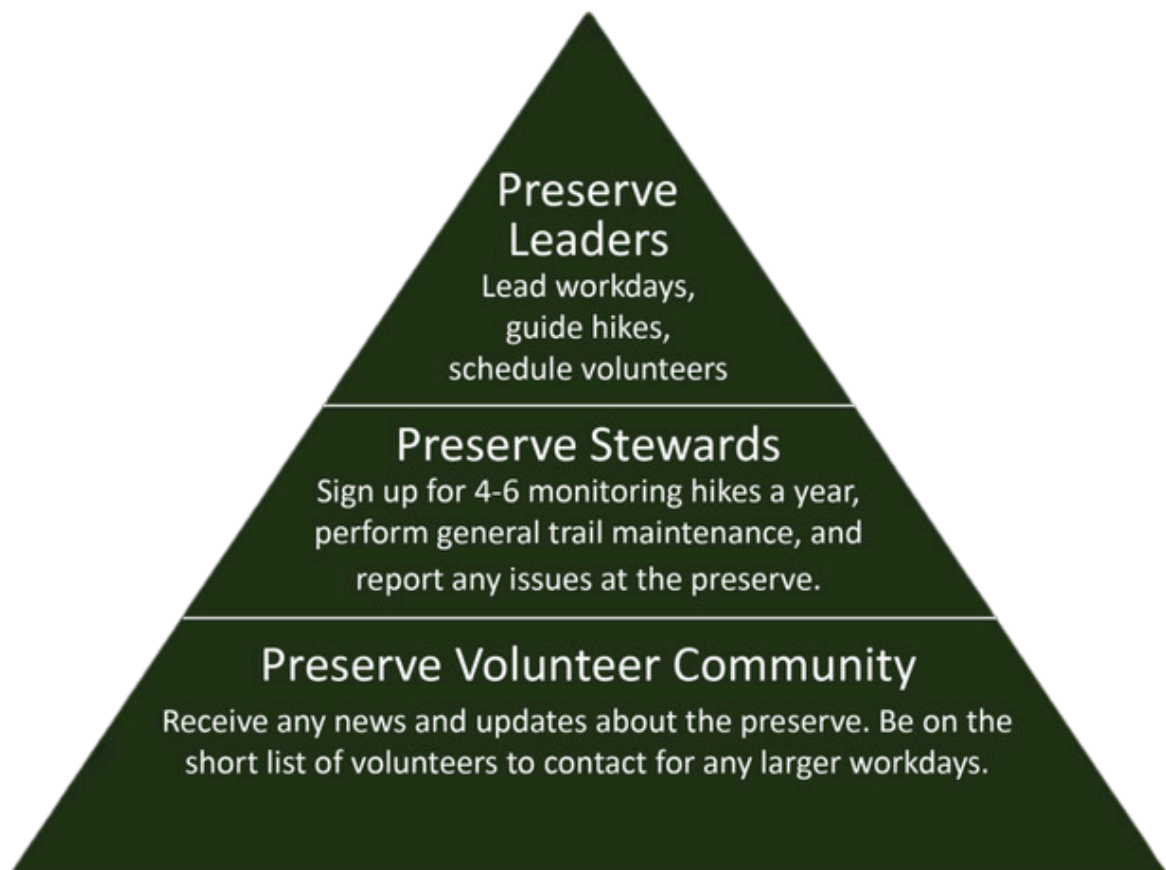 Preserve
Leaders
Lead workdays,
guide hikes,
schedule volunteers
Preserve Stewards
Sign up for 4-6 monitoring hikes a year,
perform general trail maintenance, and
report any issues at the preserve.
Preserve Volunteer Community
Receive any news and updates about the preserve. Be on the
short list of volunteers to contact for any larger workdays.